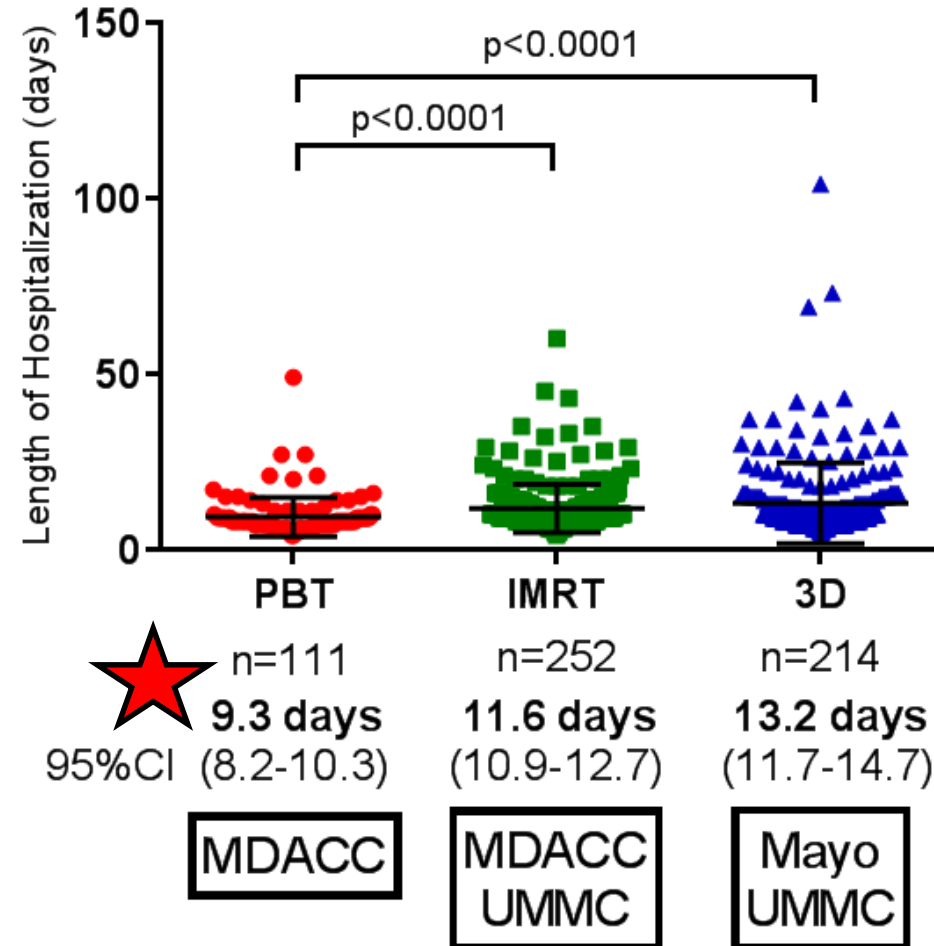 Length of Hospitalization (days)
150
100
50
0
p<0.0001
p<0.0001
PBT IMRT 3D
n=111 n=252 n=214
9.3 days 11.6 days 13.2 days
95%CI (8.2-10.3) (10.9-12.7) (11.7-14.7)
MDACC
MDACC
UMMC
Mayo
UMMC